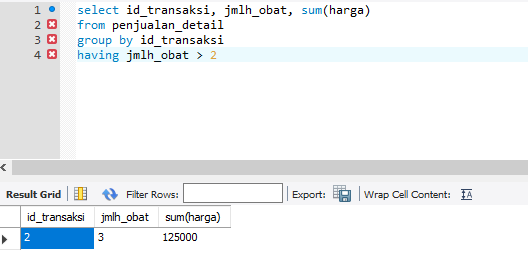 1 select id_transaksi, jmlh_obat, sum(harga)
2 from penjualan_detail
3 group by id_transaksi
4 having jmlh_obat > 2
Result Grid Filter Rows: Export: Wrap Cell Content: IA
id_transaksi jmlh_obat sum(harga)
2 3 125000